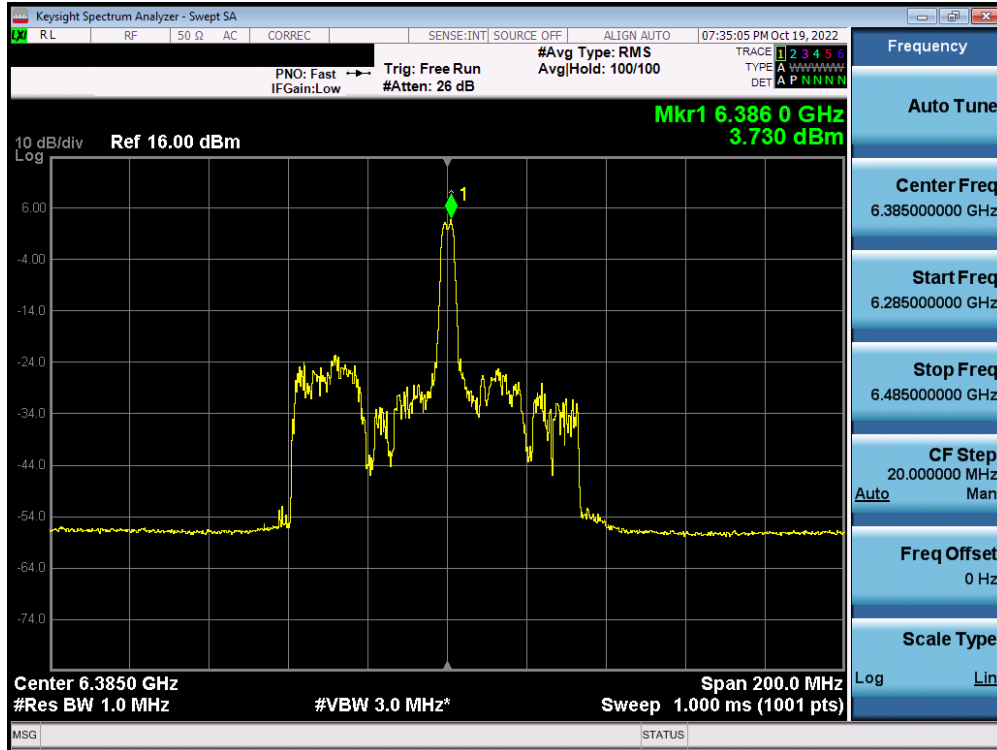 Keysight Spectrum Analyzer - Swept SA
LXI RL RF 50 Ω AC CORREC SENSE:INT SOURCE OFF ALIGN AUTO 07:35:05 PM Oct 19, 2022
PNO: Fast Trig: Free Run #Avg Type: RMS TRACE 1 2 3 4 5 6
IFGain:Low #Atten: 26 dB Avg|Hold: 100/100 TYPE A WWWWW
DET A P N N N N
Mkr1 6.386 0 GHz
3.730 dBm
10 dB/div Ref 16.00 dBm
Log
1
6.00
-4.00
-14.0
-24.0
-34.0
-44.0
-54.0
-64.0
-74.0
Center 6.3850 GHz Span 200.0 MHz
#Res BW 1.0 MHz #VBW 3.0 MHz* Sweep 1.000 ms (1001 pts)
MSG STATUS
Frequency
Auto Tune
Center Freq
6.385000000 GHz
Start Freq
6.285000000 GHz
Stop Freq
6.485000000 GHz
CF Step
20.000000 MHz
Auto Man
Freq Offset
0 Hz
Scale Type
Log Lin